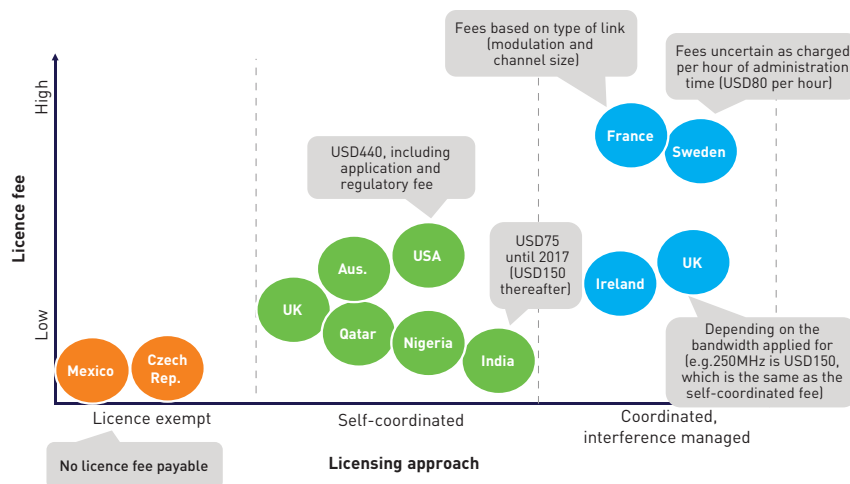 Fees based on type of link
(modulation and
channel size)
Fees uncertain as charged
per hour of administration
time (USD80 per hour)
High
Licence fee
Low
France
Sweden
USD440, including
application and
regulatory fee
USD75
until 2017
(USD150
thereafter)
Aus.
USA
UK
Qatar
Nigeria
India
Ireland
UK
Mexico
Czech
Rep.
Depending on the
bandwidth applied for
(e.g.250MHz is USD150,
which is the same as the
self-coordinated fee)
Licence exempt
Self-coordinated
Coordinated,
interference managed
No licence fee payable
Licensing approach